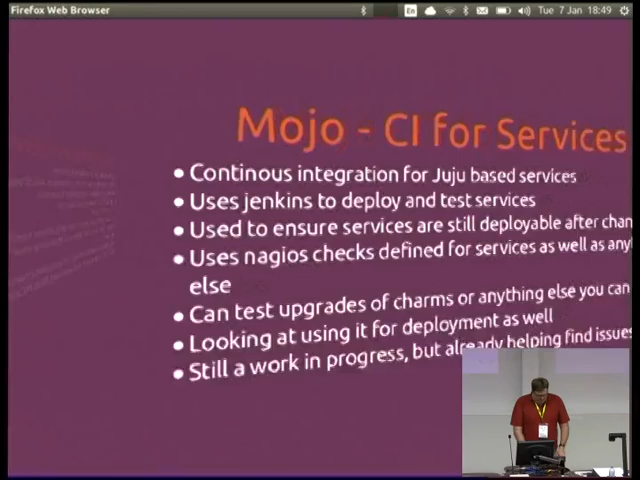 Firefox Web Browser
En
Tue 7 Jan 18:49
Mojo - CI for Services
Continous integration for Juju based services
Uses jenkins to deploy and test services
Used to ensure services are still deployable after chan
Uses nagios checks defined for services as well as any
else
Can test upgrades of charms or anything else you can
Looking at using it for deployment as well
Still a work in progress, but already helping find issues